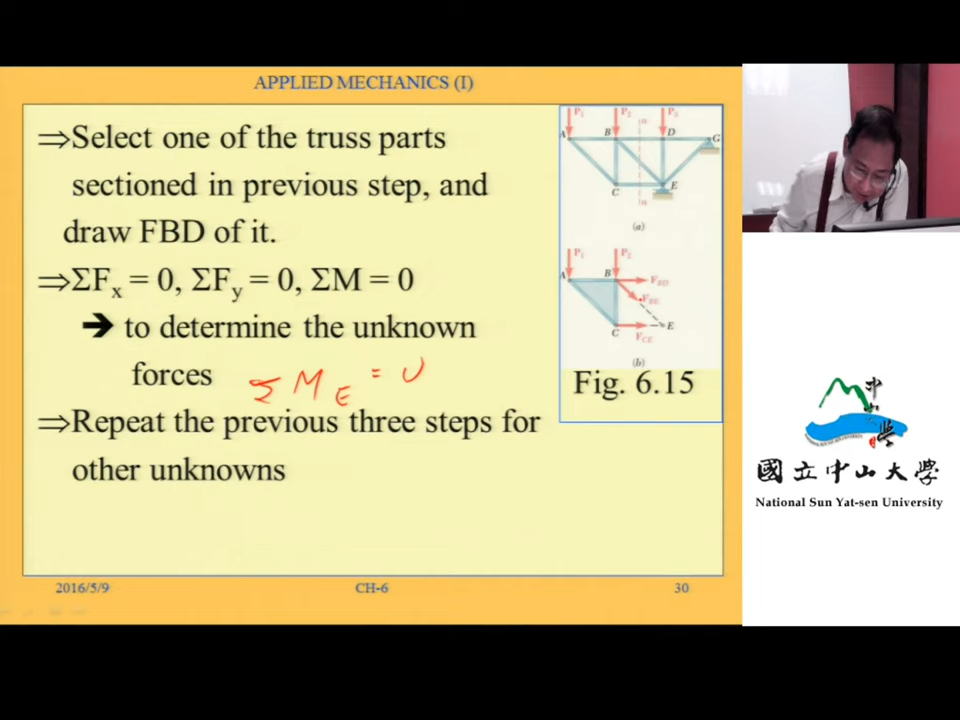 APPLIED MECHANICS (I)
⇒Select one of the truss parts
sectioned in previous step, and
draw FBD of it.
⇒ΣFx = 0, ΣFy = 0, ΣM = 0
➔ to determine the unknown
forces
Σ M E = 0
⇒Repeat the previous three steps for
other unknowns
P1 P2 P3
A B D G
n
C E
n
(a)
P1 P2
A B FBD
FBE
C E
FCE
(b)
Fig. 6.15
2016/5/9 CH-6 30
國立中山大學
National Sun Yat-sen University